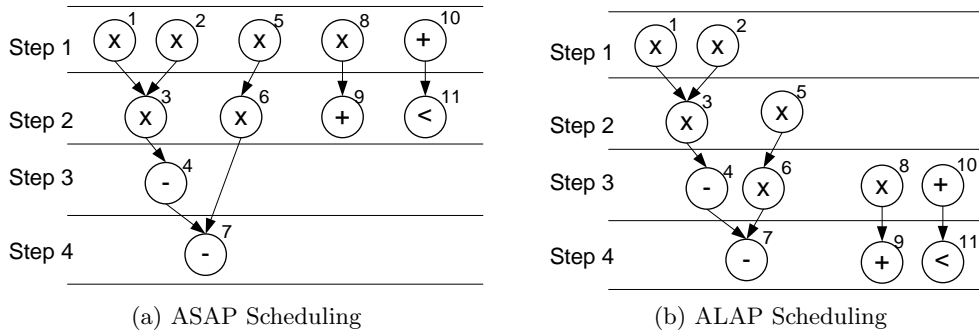 1 2 5 8 10
Step 1 x x x x +
3 6 9 11
Step 2 x x + <
4
Step 3 -
7
Step 4 -
(a) ASAP Scheduling
1 2
Step 1 x x
3 5
Step 2 x x
4 6 8 10
Step 3 - x x +
7 9 11
Step 4 - + <
(b) ALAP Scheduling